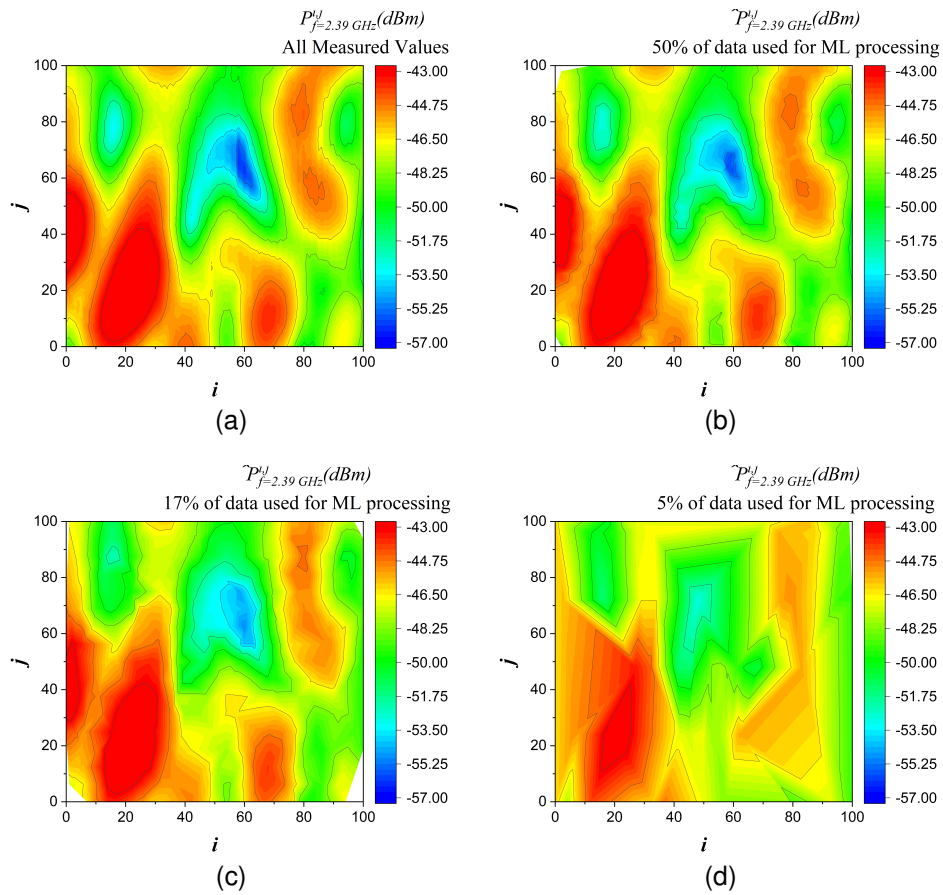 P^{i,j}_{f=2.39 GHz}(dBm)
All Measured Values
100
80
60
40
20
0
j
0 20 40 60 80 100
i
-43.00
-44.75
-46.50
-48.25
-50.00
-51.75
-53.50
-55.25
-57.00
(a)
˜P^{i,j}_{f=2.39 GHz}(dBm)
50% of data used for ML processing
100
80
60
40
20
0
j
0 20 40 60 80 100
i
-43.00
-44.75
-46.50
-48.25
-50.00
-51.75
-53.50
-55.25
-57.00
(b)
˜P^{i,j}_{f=2.39 GHz}(dBm)
17% of data used for ML processing
100
80
60
40
20
0
j
0 20 40 60 80 100
i
-43.00
-44.75
-46.50
-48.25
-50.00
-51.75
-53.50
-55.25
-57.00
(c)
˜P^{i,j}_{f=2.39 GHz}(dBm)
5% of data used for ML processing
100
80
60
40
20
0
j
0 20 40 60 80 100
i
-43.00
-44.75
-46.50
-48.25
-50.00
-51.75
-53.50
-55.25
-57.00
(d)